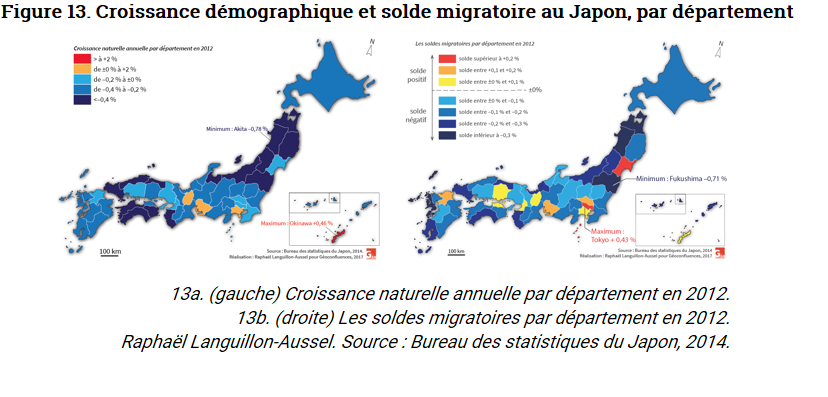 Figure 13. Croissance démographique et solde migratoire au Japon, par département
Croissance naturelle annuelle par département en 2012
> à +2 %
de ±0 % à +2 %
de −0,2 % à ±0 %
de −0,4 % à −0,2 %
<−0,4 %
N
Minimum : Akita −0,78 %
Maximum : Okinawa +0,46 %
100 km
Source : Bureau des statistiques du Japon, 2014.
Réalisation : Raphaël Languillon-Aussel pour Géoconfluences, 2017
Les soldes migratoires par département en 2012
solde positif
solde supérieur à +0,2 %
solde entre +0,1 et +0,2 %
solde entre ±0 % et +0,1 %
±0%
solde négatif
solde entre ±0 % et −0,1 %
solde entre −0,1 % et −0,2 %
solde entre −0,2 % et −0,3 %
solde inférieur à −0,3 %
N
Minimum : Fukushima −0,71 %
Maximum :
Tokyo + 0,43 %
100 km
Source : Bureau des statistiques du Japon, 2014
Réalisation : Raphaël Languillon-Aussel pour Géoconfluences, 2017
13a. (gauche) Croissance naturelle annuelle par département en 2012.
13b. (droite) Les soldes migratoires par département en 2012.
Raphaël Languillon-Aussel. Source : Bureau des statistiques du Japon, 2014.